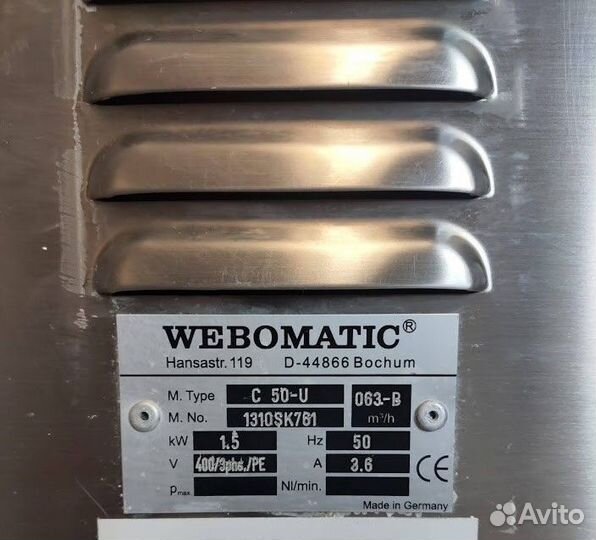 WEBOMATIC®
Hansastr. 119 D-44866 Bochum
M. Type C 50-U 063-B
M. No. 1310SK761 m³/h
kW 1.5 Hz 50
V 400/3phs./PE A 3.6 CE
pmax Nl/min.
Made in Germany
Avito